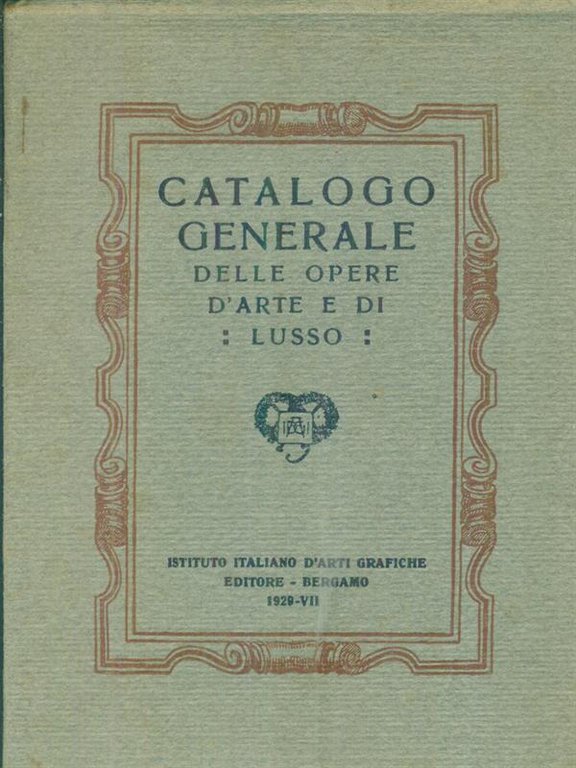 CATALOGO
GENERALE
DELLE OPERE
D'ARTE E DI
: LUSSO :
ISTITUTO ITALIANO D'ARTI GRAFICHE
EDITORE - BERGAMO
1929-VII